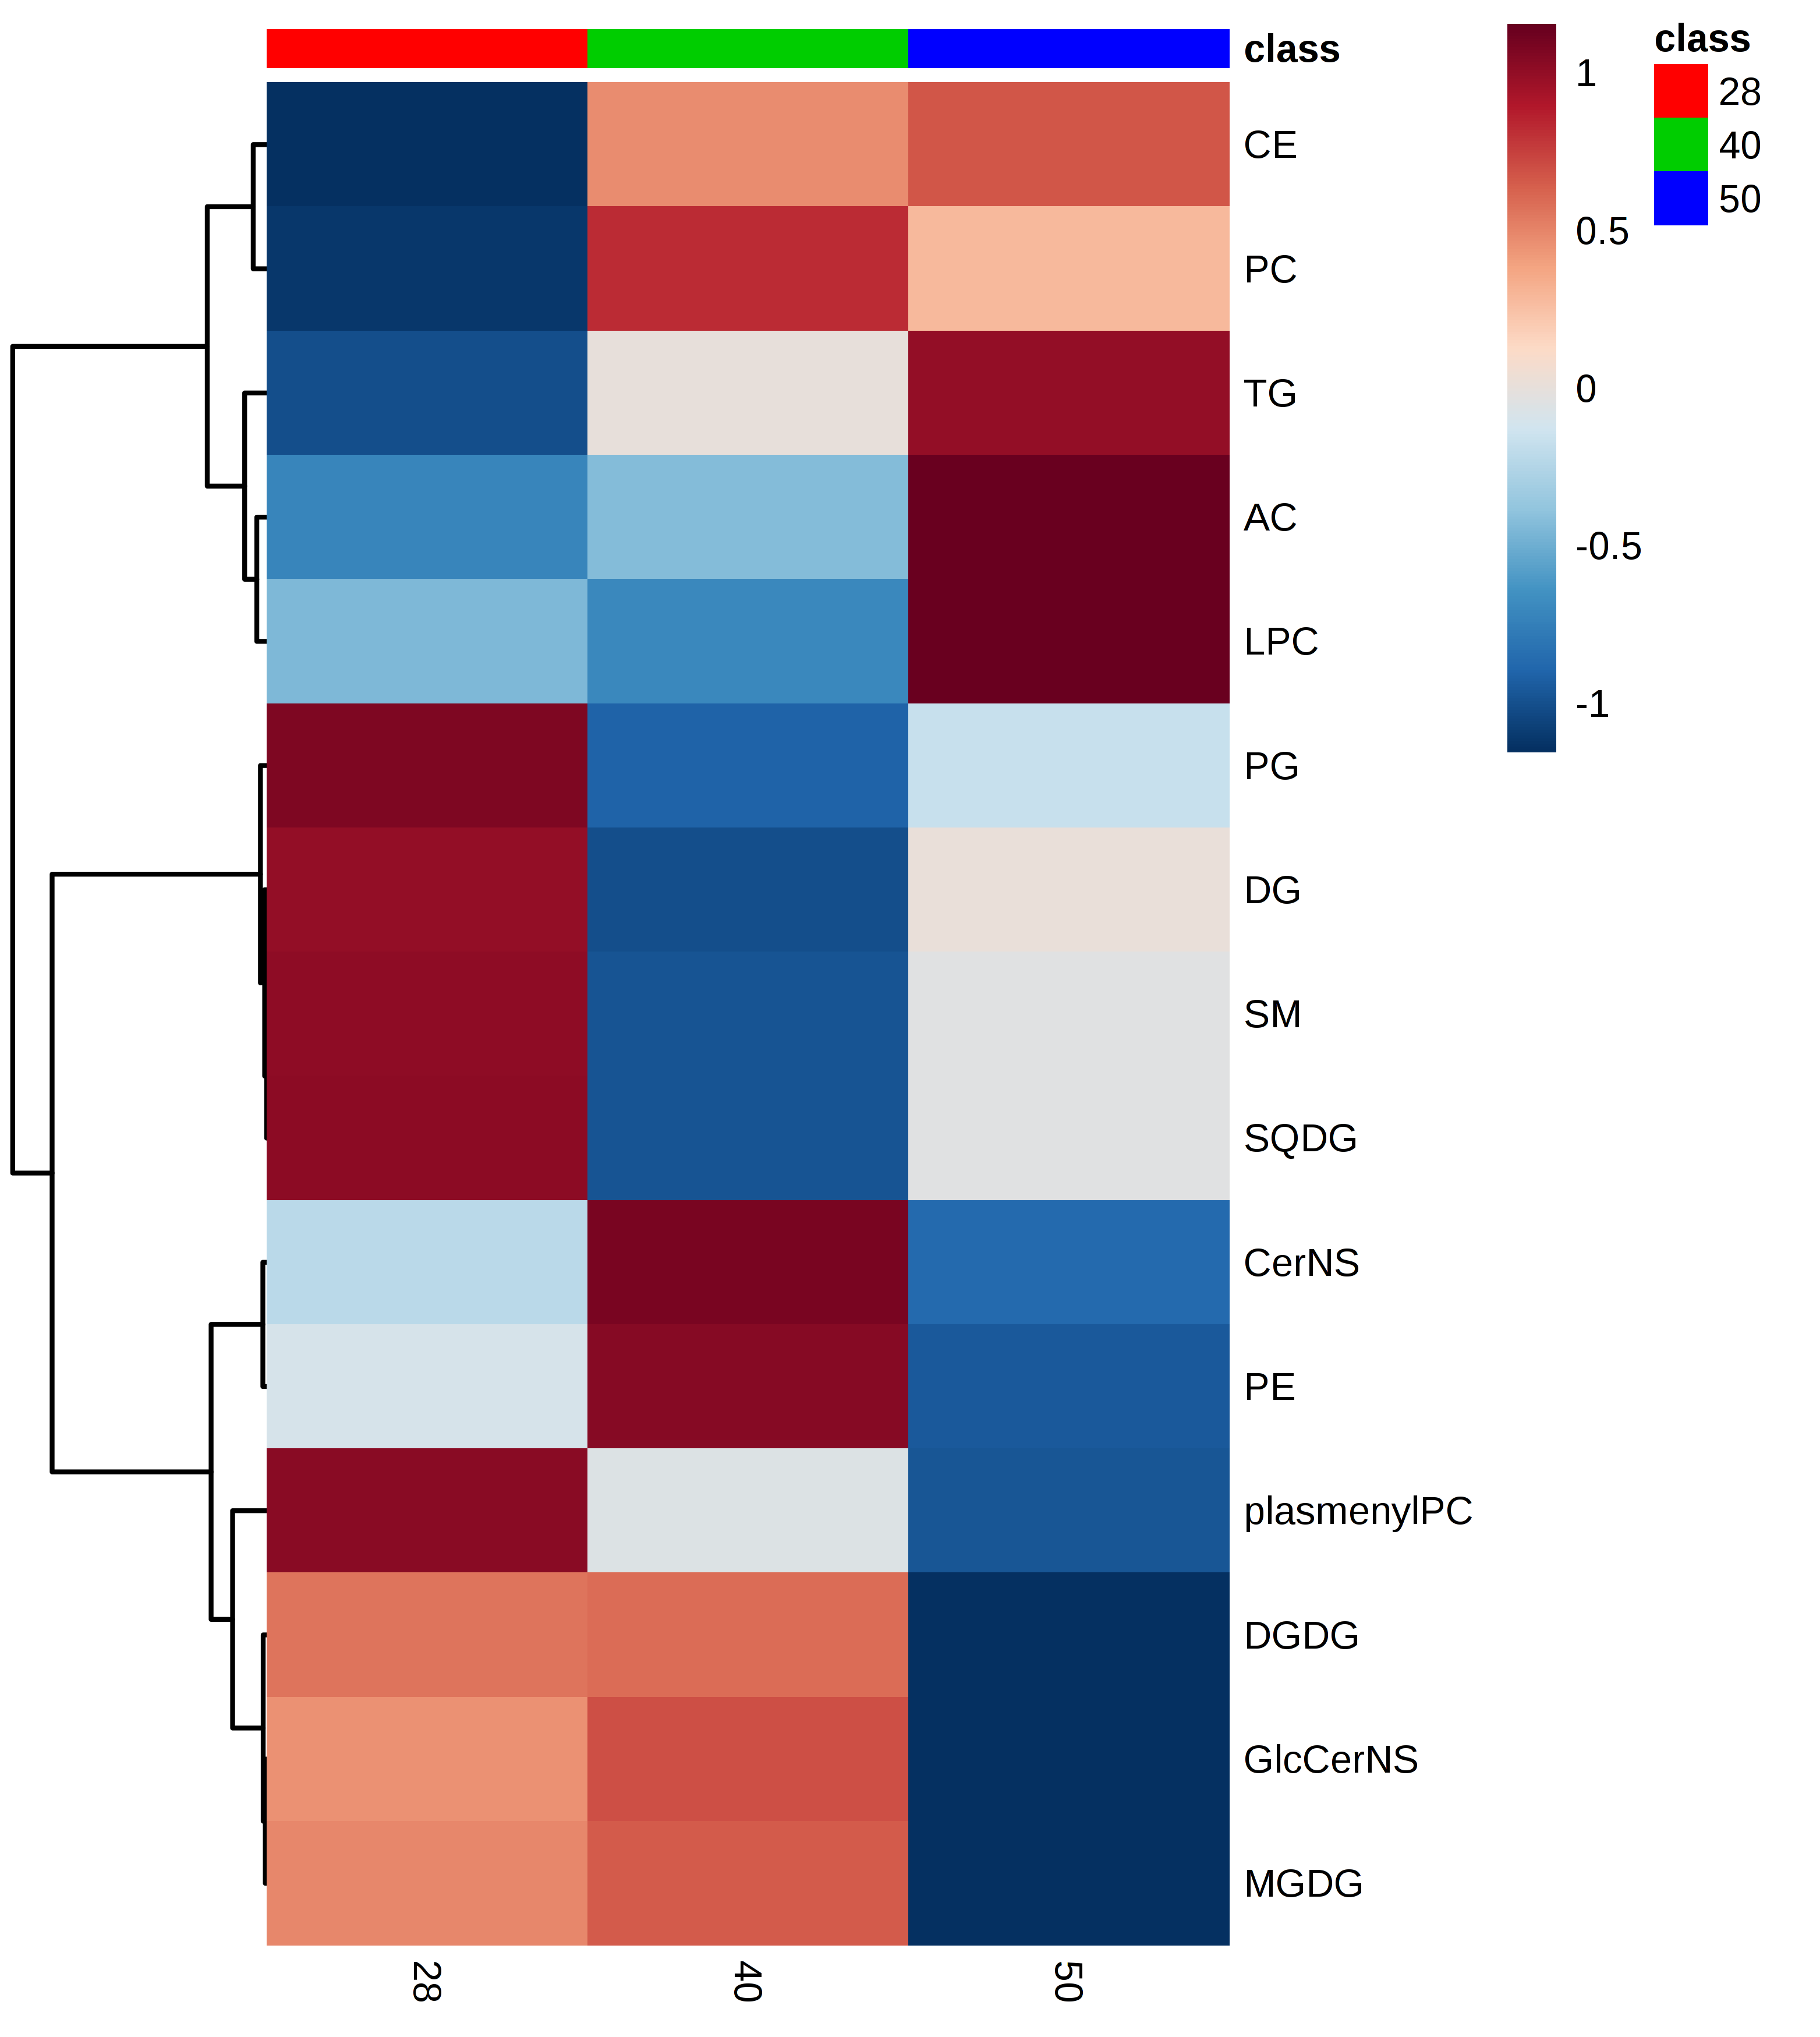 class
CE
PC
TG
AC
LPC
PG
DG
SM
SQDG
CerNS
PE
plasmenylPC
DGDG
GlcCerNS
MGDG
28
40
50
1
0.5
0
-0.5
-1
class
28
40
50